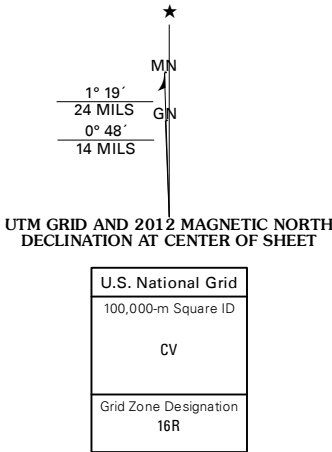 ★
MN
1° 19´
24 MILS
GN
0° 48´
14 MILS
UTM GRID AND 2012 MAGNETIC NORTH
DECLINATION AT CENTER OF SHEET
U.S. National Grid
100,000-m Square ID
CV
Grid Zone Designation
16R